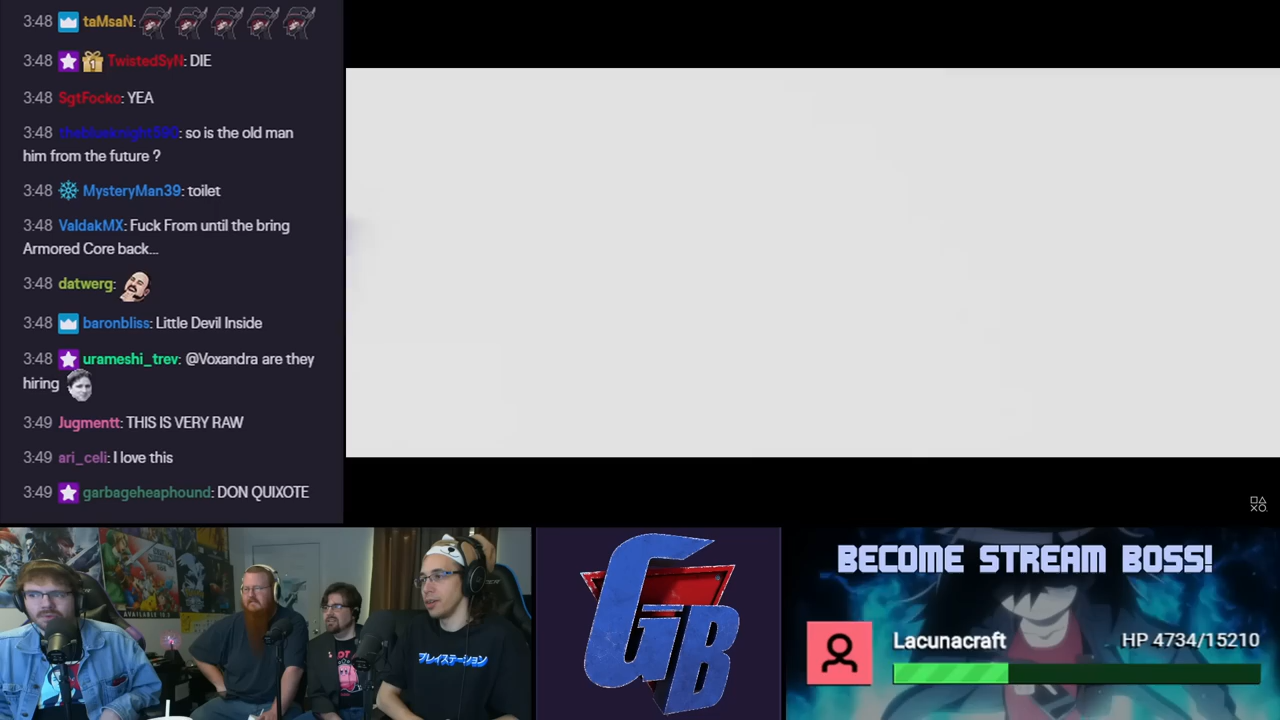 3:48 taMsaN:
3:48 1 TwistedSyN: DIE
3:48 SgtFocko: YEA
3:48 theblueknight590: so is the old man
him from the future ?
3:48 MysteryMan39: toilet
3:48 ValdakMX: Fuck From until the bring
Armored Core back...
3:48 datwerg:
3:48 baronbliss: Little Devil Inside
3:48 urameshi_trev: @Voxandra are they
hiring
3:49 Jugmentt: THIS IS VERY RAW
3:49 ari_celi: I love this
3:49 garbageheaphound: DON QUIXOTE
AVAILABLE
プレイステーション
GB
BECOME STREAM BOSS!
Lacunacraft HP 4734/15210